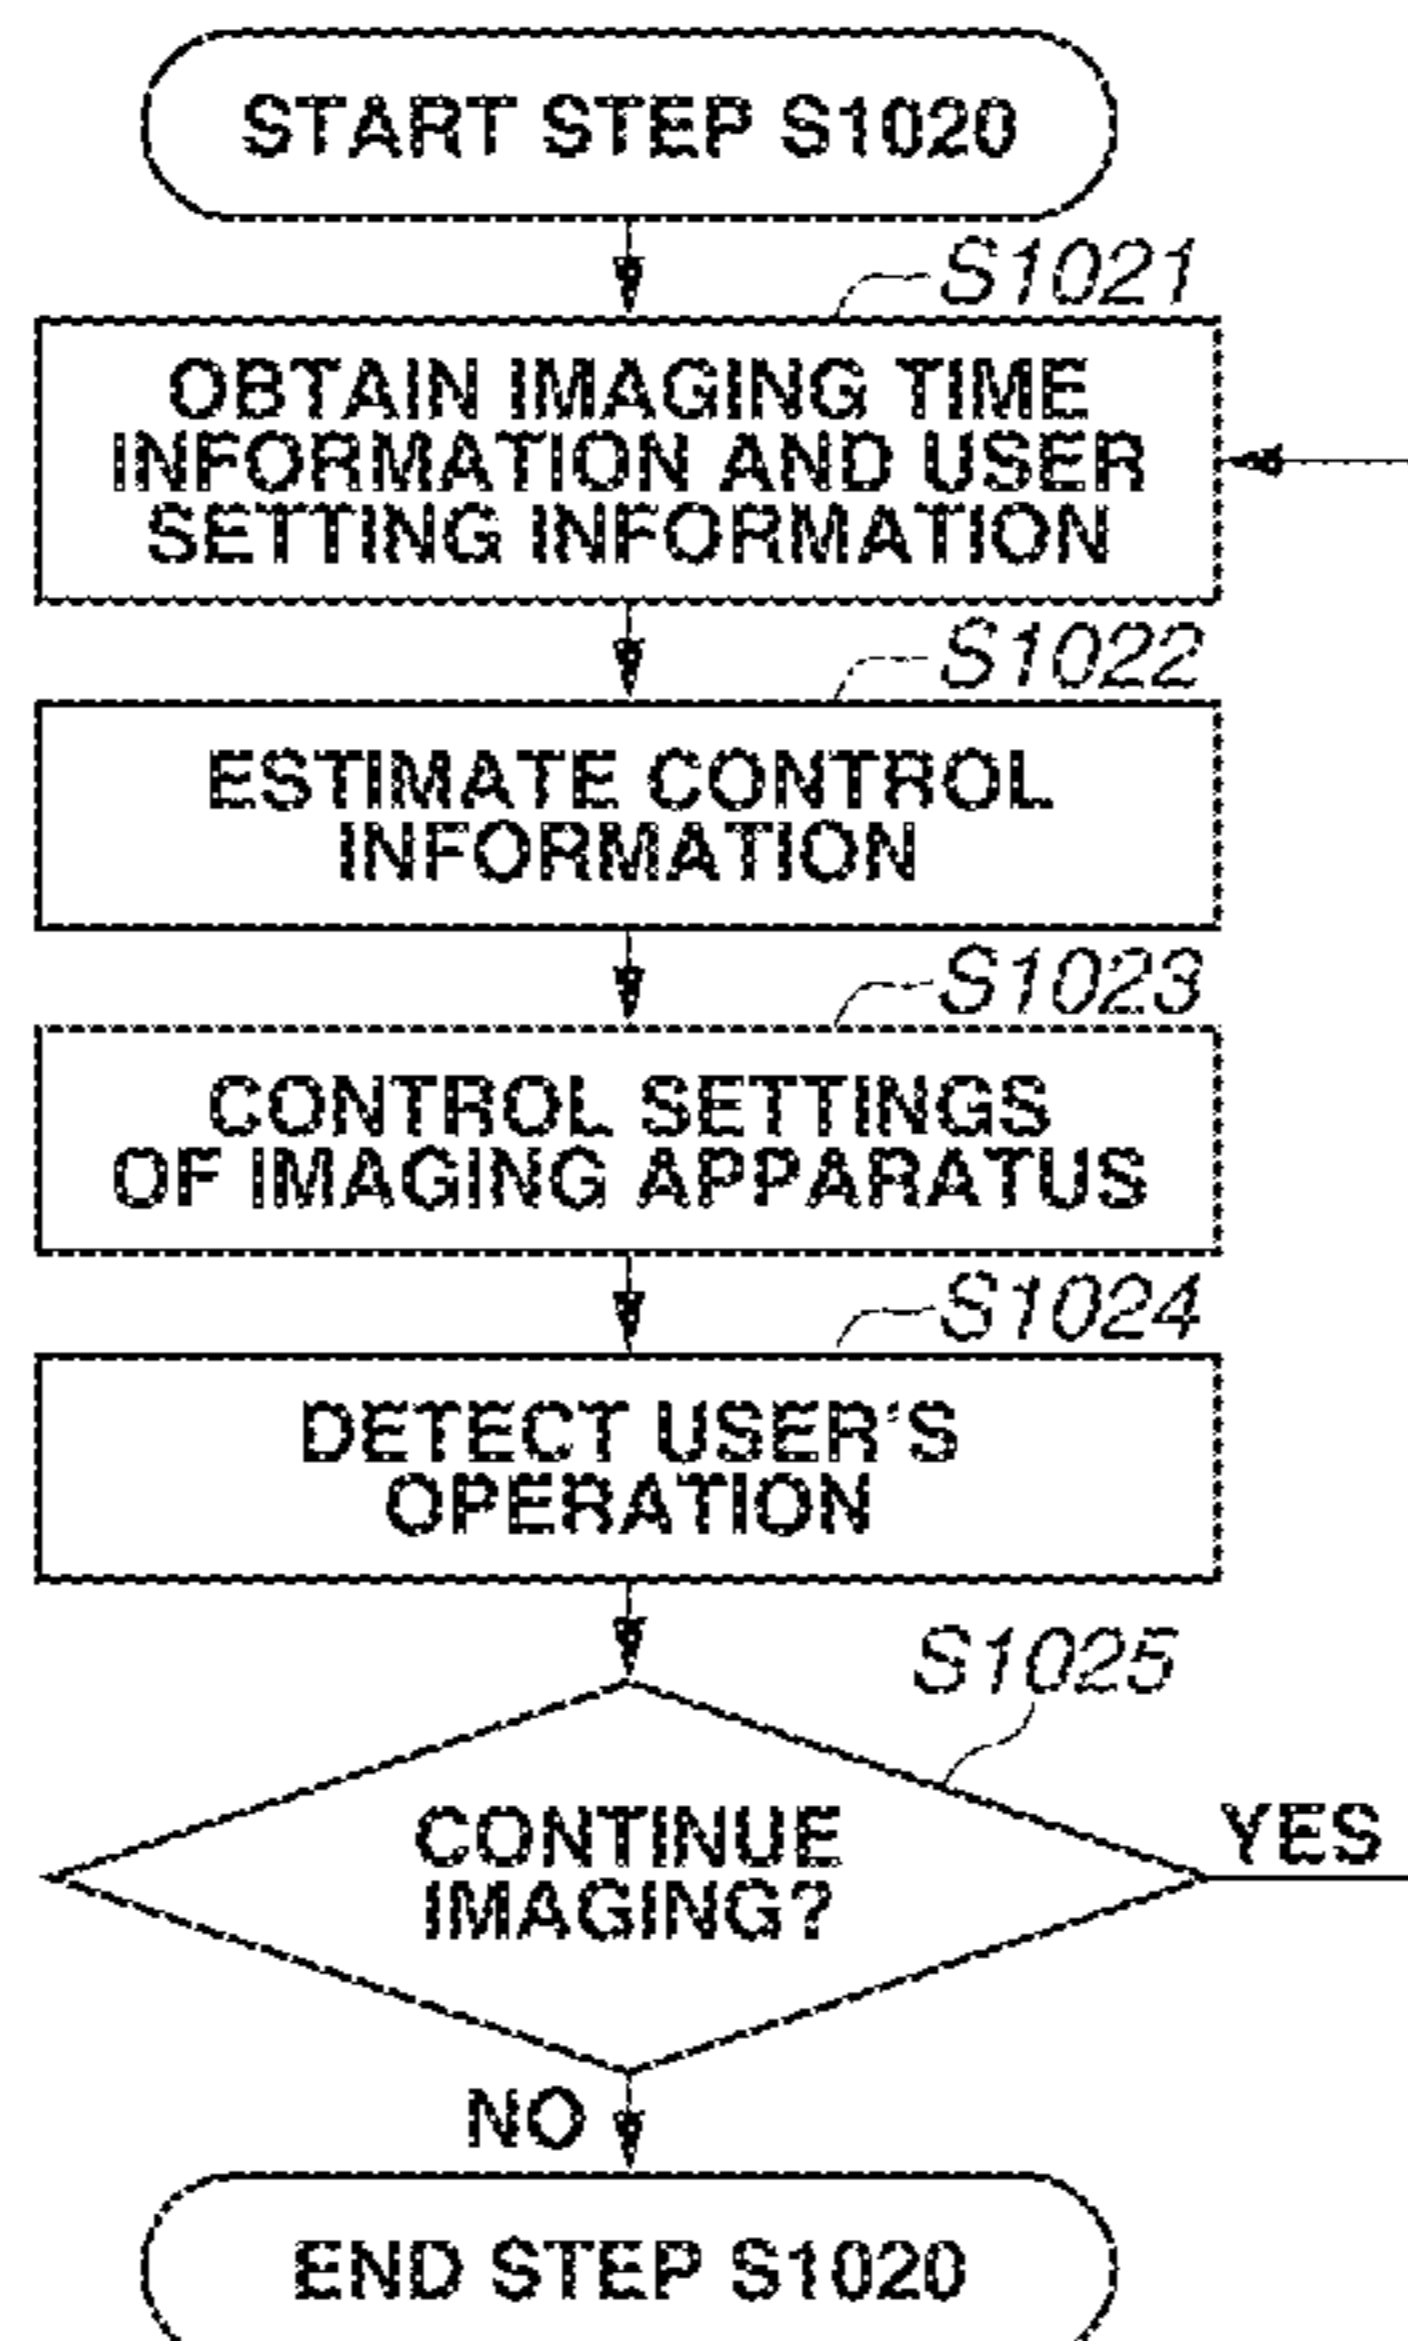 START STEP S1020
S1021
OBTAIN IMAGING TIME
INFORMATION AND USER
SETTING INFORMATION
S1022
ESTIMATE CONTROL
INFORMATION
S1023
CONTROL SETTINGS
OF IMAGING APPARATUS
S1024
DETECT USER'S
OPERATION
S1025
CONTINUE
IMAGING?
YES
NO
END STEP S1020